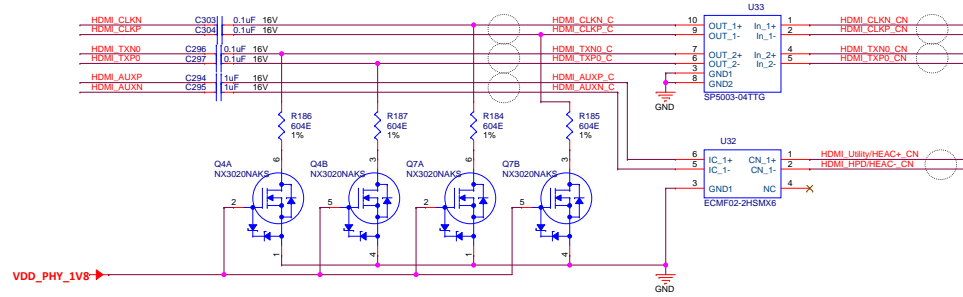 U33
HDMI_CLKN C303 0.1uF 16V HDMI_CLKN_C 10 OUT_1+ In_1+ 1 HDMI_CLKN_CN
HDMI_CLKP C304 0.1uF 16V HDMI_CLKP_C 9 OUT_1- In_1- 2 HDMI_CLKP_CN
HDMI_TXN0 C296 0.1uF 16V HDMI_TXN0_C 7 OUT_2+ In_2+ 4 HDMI_TXN0_CN
HDMI_TXP0 C297 0.1uF 16V HDMI_TXP0_C 6 OUT_2- In_2- 5 HDMI_TXP0_CN
3 GND1
HDMI_AUXP C294 1uF 16V HDMI_AUXP_C 8 GND2
HDMI_AUXN C295 1uF 16V HDMI_AUXN_C
SP5003-04TTG
GND
R186 R187 R184 R185
604E 604E 604E 604E
1% 1% 1% 1%
U32
6 IC_1+ CN_1+ 1 HDMI_Utility/HEAC+_CN
5 IC_1- CN_1- 2 HDMI_HPD/HEAC-_CN
Q4A 6 Q4B 3 Q7A 6 Q7B 3
NX3020NAKS NX3020NAKS NX3020NAKS NX3020NAKS
3 GND1 NC 4
ECMF02-2HSMX6
2 5 2 5
1 4 1 4
VDD_PHY_1V8
GND